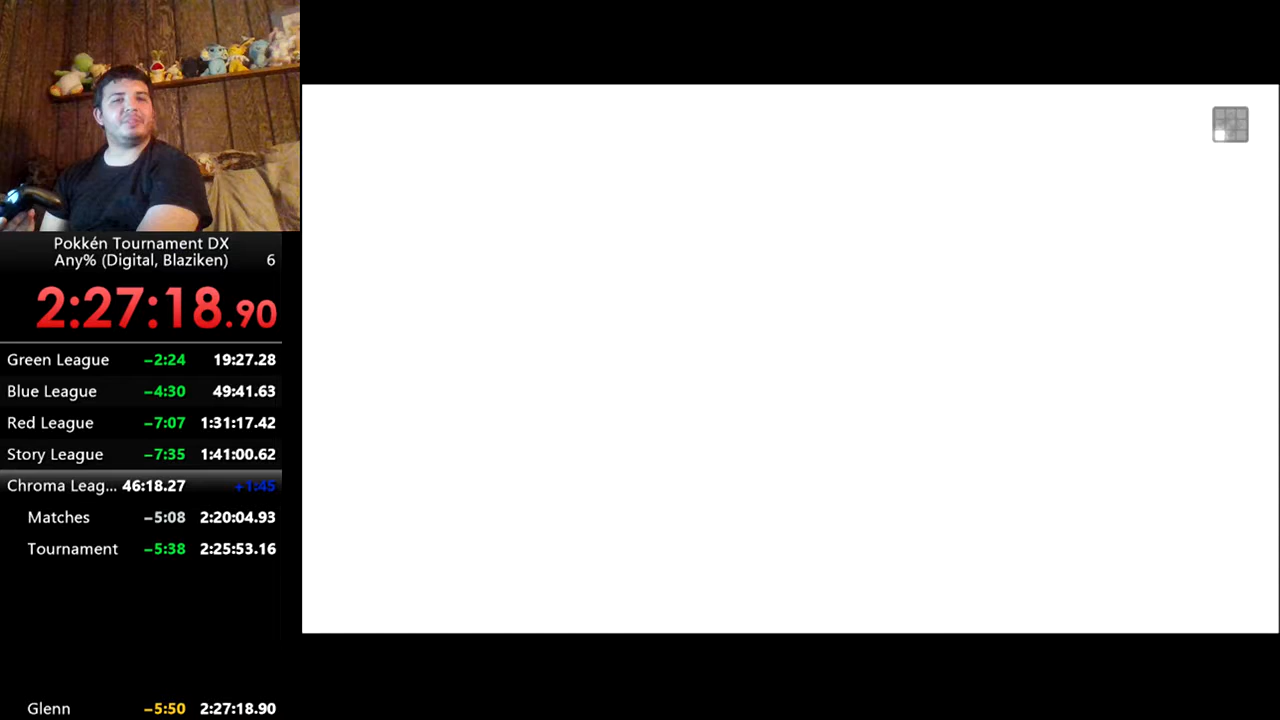 Pokkén Tournament DX
Any% (Digital, Blaziken) 6
2:27:18.90
Green League −2:24 19:27.28
Blue League −4:30 49:41.63
Red League −7:07 1:31:17.42
Story League −7:35 1:41:00.62
Chroma Leag... 46:18.27 +1:45
Matches −5:08 2:20:04.93
Tournament −5:38 2:25:53.16
Glenn −5:50 2:27:18.90